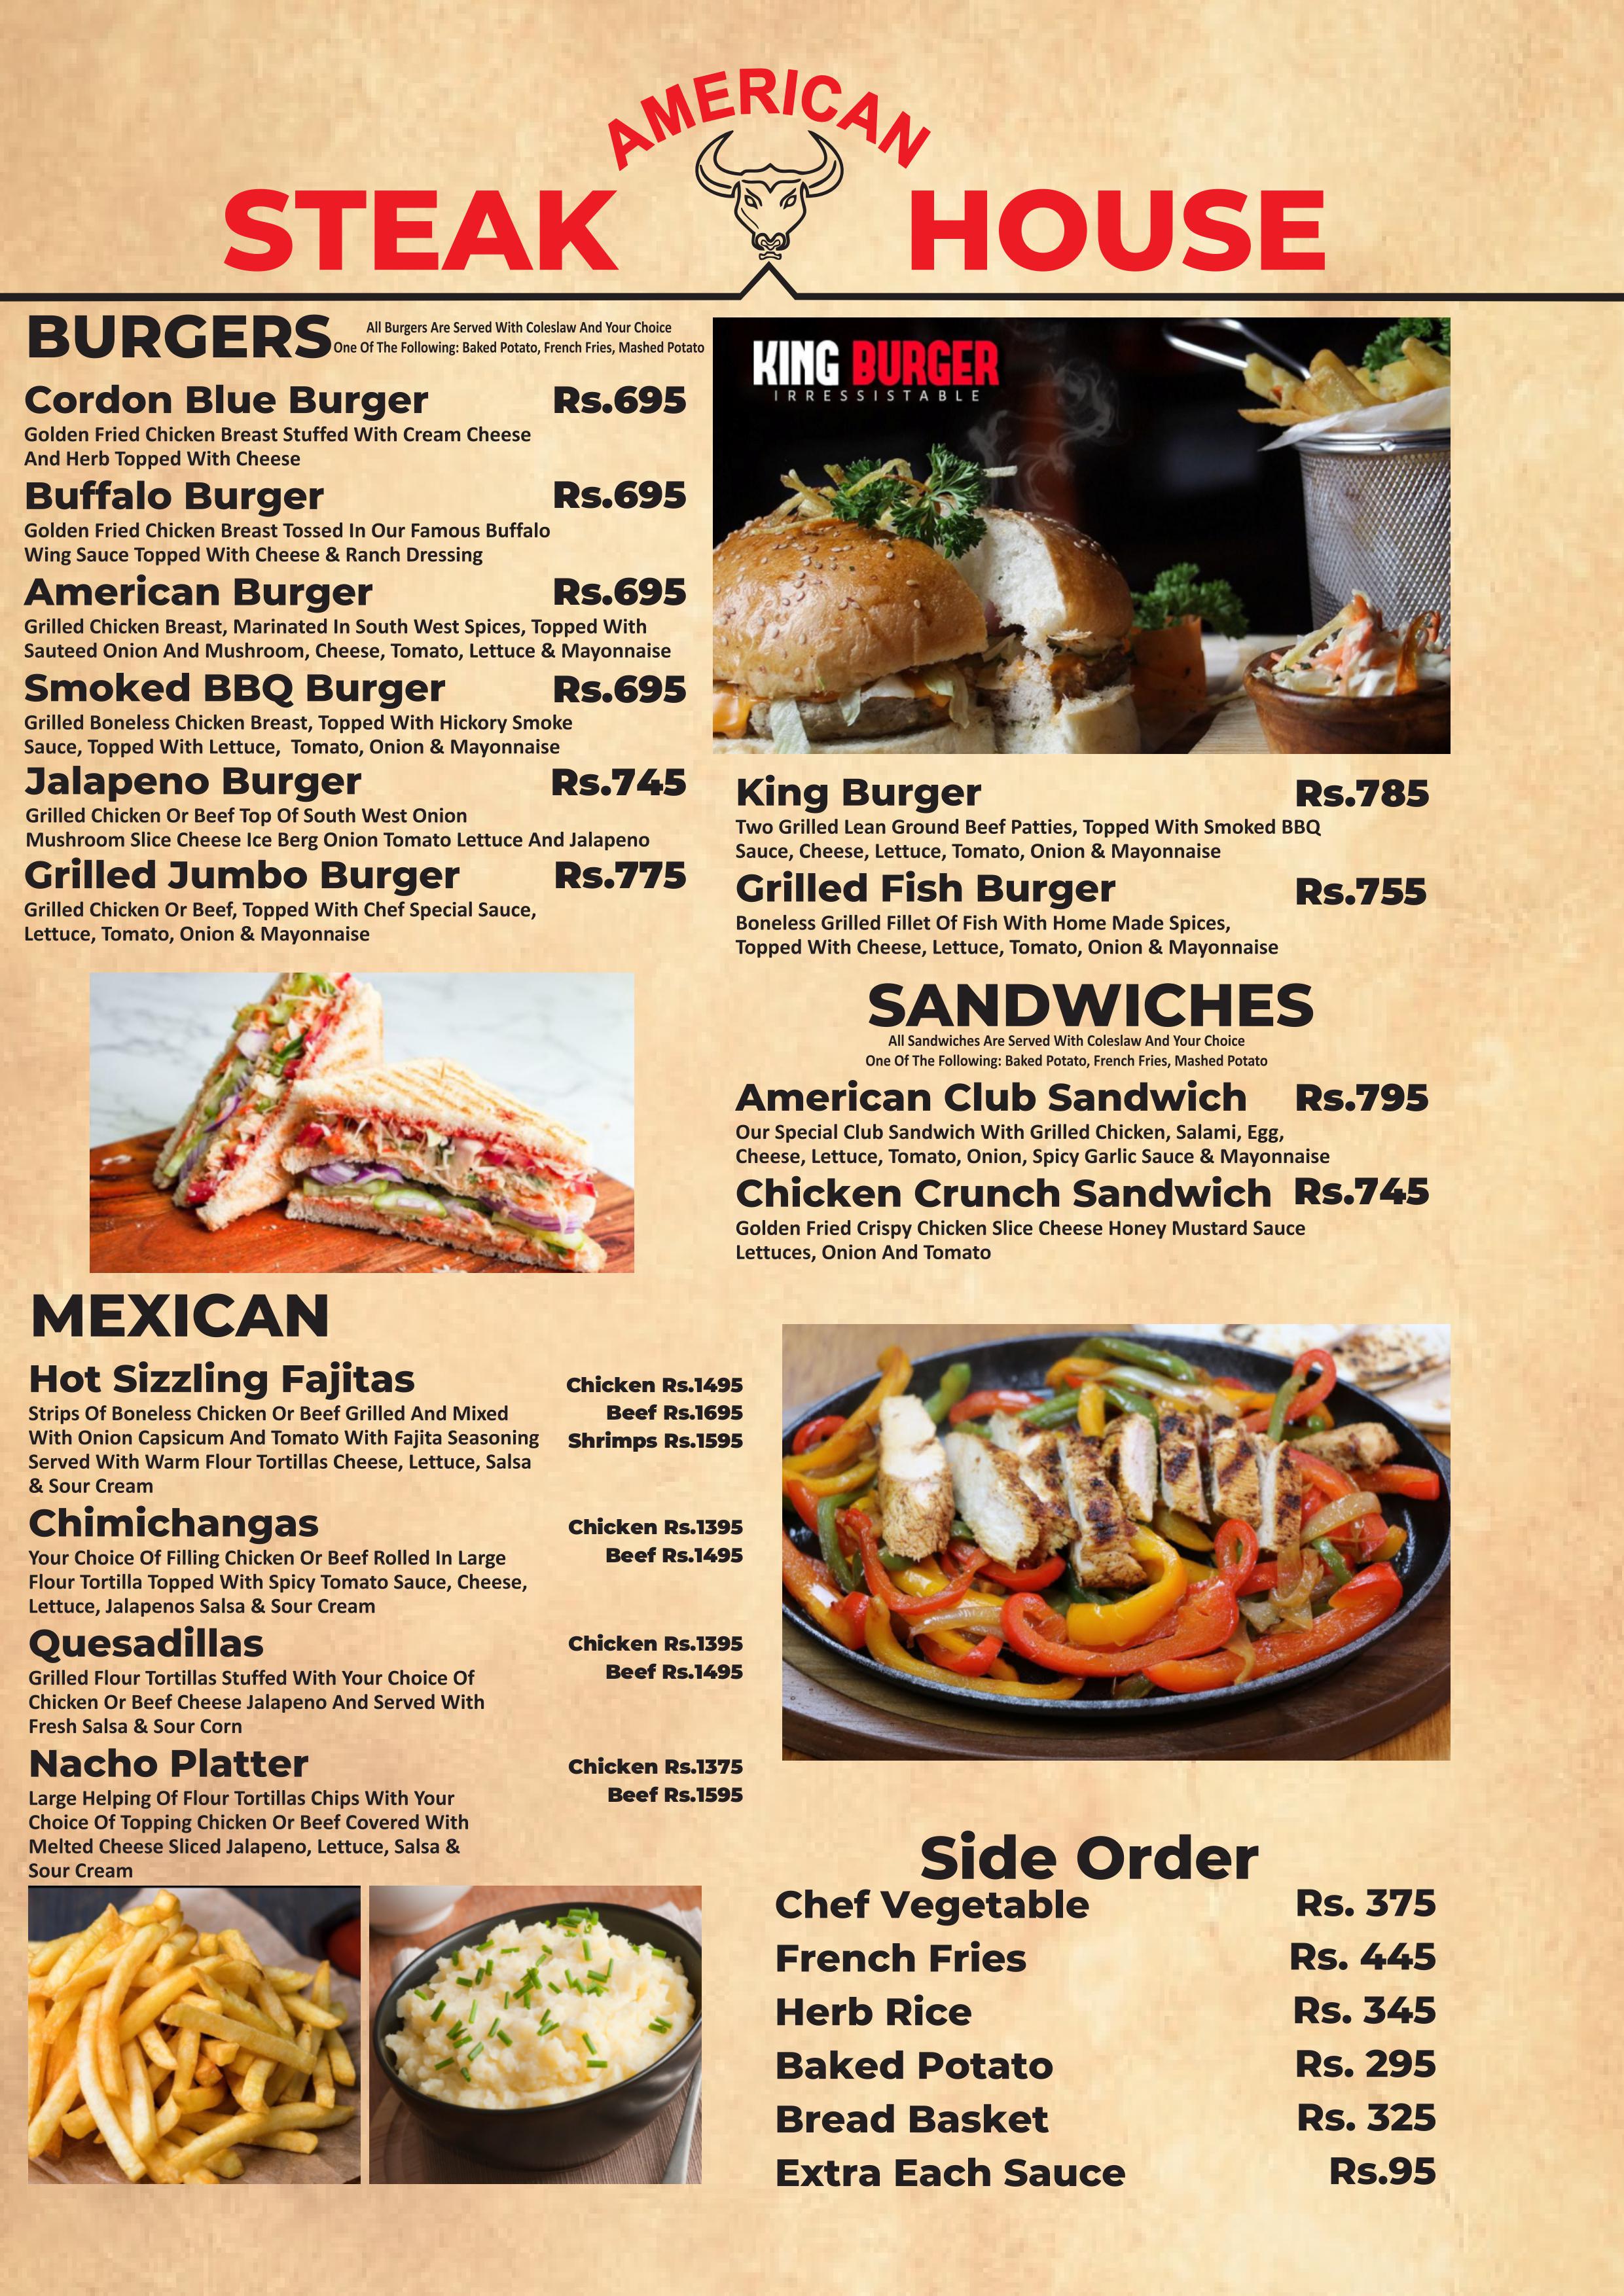 AMERICAN
STEAK HOUSE
BURGERS
All Burgers Are Served With Coleslaw And Your Choice
One Of The Following: Baked Potato, French Fries, Mashed Potato
Cordon Blue Burger Rs.695
Golden Fried Chicken Breast Stuffed With Cream Cheese
And Herb Topped With Cheese
Buffalo Burger Rs.695
Golden Fried Chicken Breast Tossed In Our Famous Buffalo
Wing Sauce Topped With Cheese & Ranch Dressing
American Burger Rs.695
Grilled Chicken Breast, Marinated In South West Spices, Topped With
Sauteed Onion And Mushroom, Cheese, Tomato, Lettuce & Mayonnaise
Smoked BBQ Burger Rs.695
Grilled Boneless Chicken Breast, Topped With Hickory Smoke
Sauce, Topped With Lettuce, Tomato, Onion & Mayonnaise
Jalapeno Burger Rs.745
Grilled Chicken Or Beef Top Of South West Onion
Mushroom Slice Cheese Ice Berg Onion Tomato Lettuce And Jalapeno
Grilled Jumbo Burger Rs.775
Grilled Chicken Or Beef, Topped With Chef Special Sauce,
Lettuce, Tomato, Onion & Mayonnaise
KING BURGER
IRRESSISTABLE
King Burger Rs.785
Two Grilled Lean Ground Beef Patties, Topped With Smoked BBQ
Sauce, Cheese, Lettuce, Tomato, Onion & Mayonnaise
Grilled Fish Burger Rs.755
Boneless Grilled Fillet Of Fish With Home Made Spices,
Topped With Cheese, Lettuce, Tomato, Onion & Mayonnaise
SANDWICHES
All Sandwiches Are Served With Coleslaw And Your Choice
One Of The Following: Baked Potato, French Fries, Mashed Potato
American Club Sandwich Rs.795
Our Special Club Sandwich With Grilled Chicken, Salami, Egg,
Cheese, Lettuce, Tomato, Onion, Spicy Garlic Sauce & Mayonnaise
Chicken Crunch Sandwich Rs.745
Golden Fried Crispy Chicken Slice Cheese Honey Mustard Sauce
Lettuces, Onion And Tomato
MEXICAN
Hot Sizzling Fajitas
Chicken Rs.1495
Beef Rs.1695
Shrimps Rs.1595
Strips Of Boneless Chicken Or Beef Grilled And Mixed
With Onion Capsicum And Tomato With Fajita Seasoning
Served With Warm Flour Tortillas Cheese, Lettuce, Salsa
& Sour Cream
Chimichangas
Chicken Rs.1395
Beef Rs.1495
Your Choice Of Filling Chicken Or Beef Rolled In Large
Flour Tortilla Topped With Spicy Tomato Sauce, Cheese,
Lettuce, Jalapenos Salsa & Sour Cream
Quesadillas
Chicken Rs.1395
Beef Rs.1495
Grilled Flour Tortillas Stuffed With Your Choice Of
Chicken Or Beef Cheese Jalapeno And Served With
Fresh Salsa & Sour Corn
Nacho Platter
Chicken Rs.1375
Beef Rs.1595
Large Helping Of Flour Tortillas Chips With Your
Choice Of Topping Chicken Or Beef Covered With
Melted Cheese Sliced Jalapeno, Lettuce, Salsa &
Sour Cream
Side Order
Chef Vegetable Rs. 375
French Fries Rs. 445
Herb Rice Rs. 345
Baked Potato Rs. 295
Bread Basket Rs. 325
Extra Each Sauce Rs.95